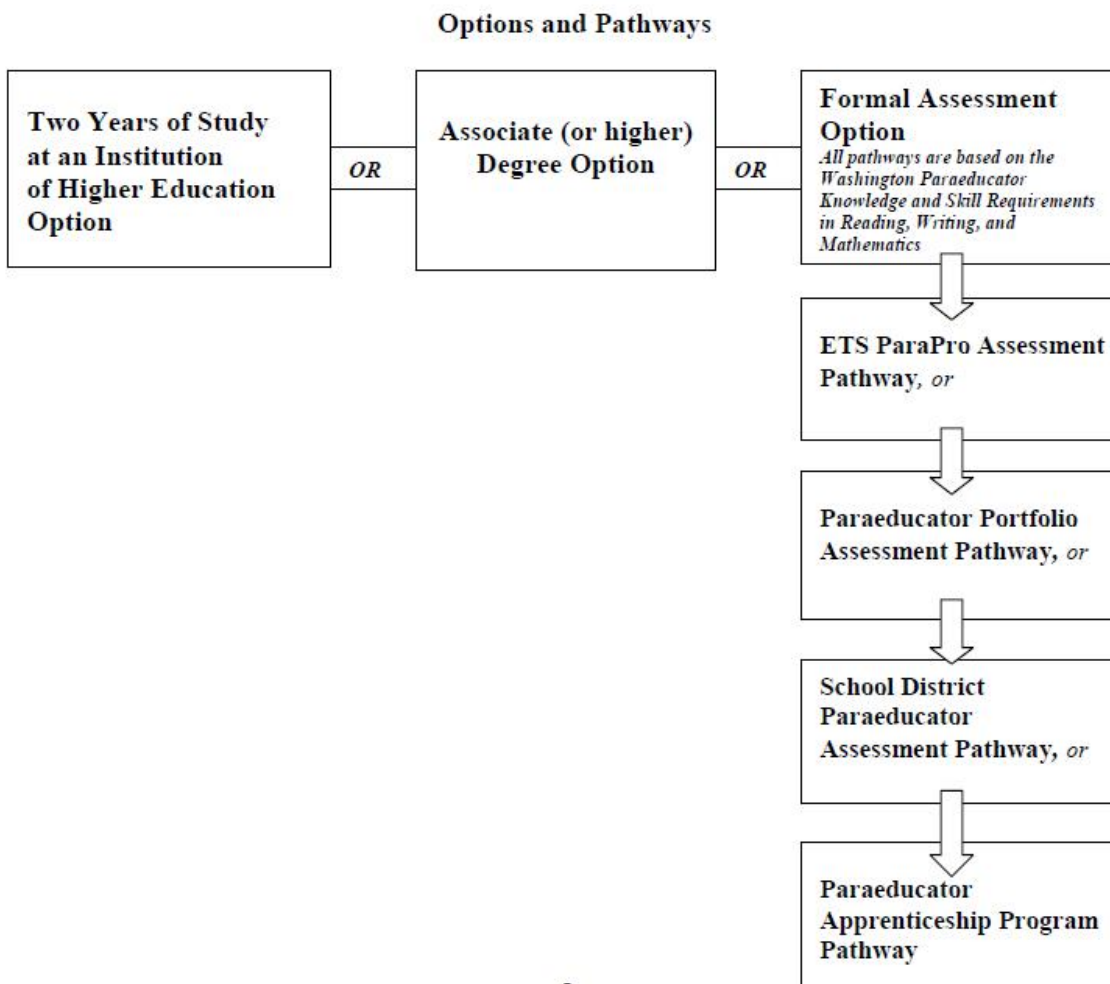 Options and Pathways
Two Years of Study
at an Institution
of Higher Education
Option
OR
Associate (or higher)
Degree Option
OR
Formal Assessment
Option
All pathways are based on the
Washington Paraeducator
Knowledge and Skill Requirements
in Reading, Writing, and
Mathematics
ETS ParaPro Assessment
Pathway, or
Paraeducator Portfolio
Assessment Pathway, or
School District
Paraeducator
Assessment Pathway, or
Paraeducator
Apprenticeship Program
Pathway